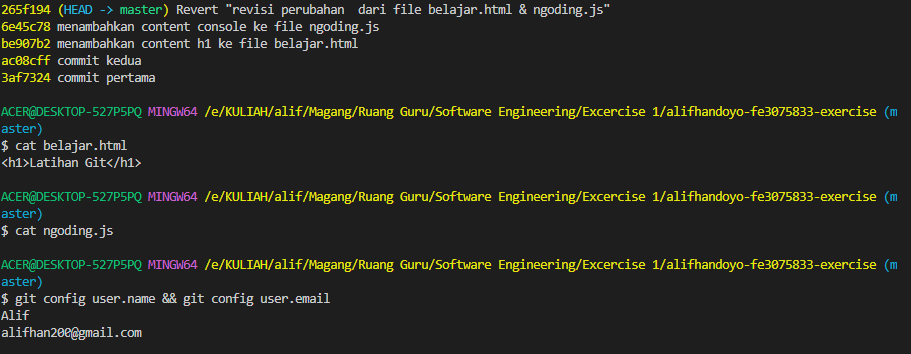 265f194 (HEAD -> master) Revert "revisi perubahan  dari file belajar.html & ngoding.js"
6e45c78 menambahkan content console ke file ngoding.js
be907b2 menambahkan content h1 ke file belajar.html
ac08cff commit kedua
3af7324 commit pertama
ACER@DESKTOP-527P5PQ MINGW64 /e/KULIAH/alif/Magang/Ruang Guru/Software Engineering/Excercise 1/alifhandoyo-fe3075833-exercise (m
aster)
$ cat belajar.html
<h1>Latihan Git</h1>
ACER@DESKTOP-527P5PQ MINGW64 /e/KULIAH/alif/Magang/Ruang Guru/Software Engineering/Excercise 1/alifhandoyo-fe3075833-exercise (m
aster)
$ cat ngoding.js
ACER@DESKTOP-527P5PQ MINGW64 /e/KULIAH/alif/Magang/Ruang Guru/Software Engineering/Excercise 1/alifhandoyo-fe3075833-exercise (m
aster)
$ git config user.name && git config user.email
Alif
alifhan200@gmail.com